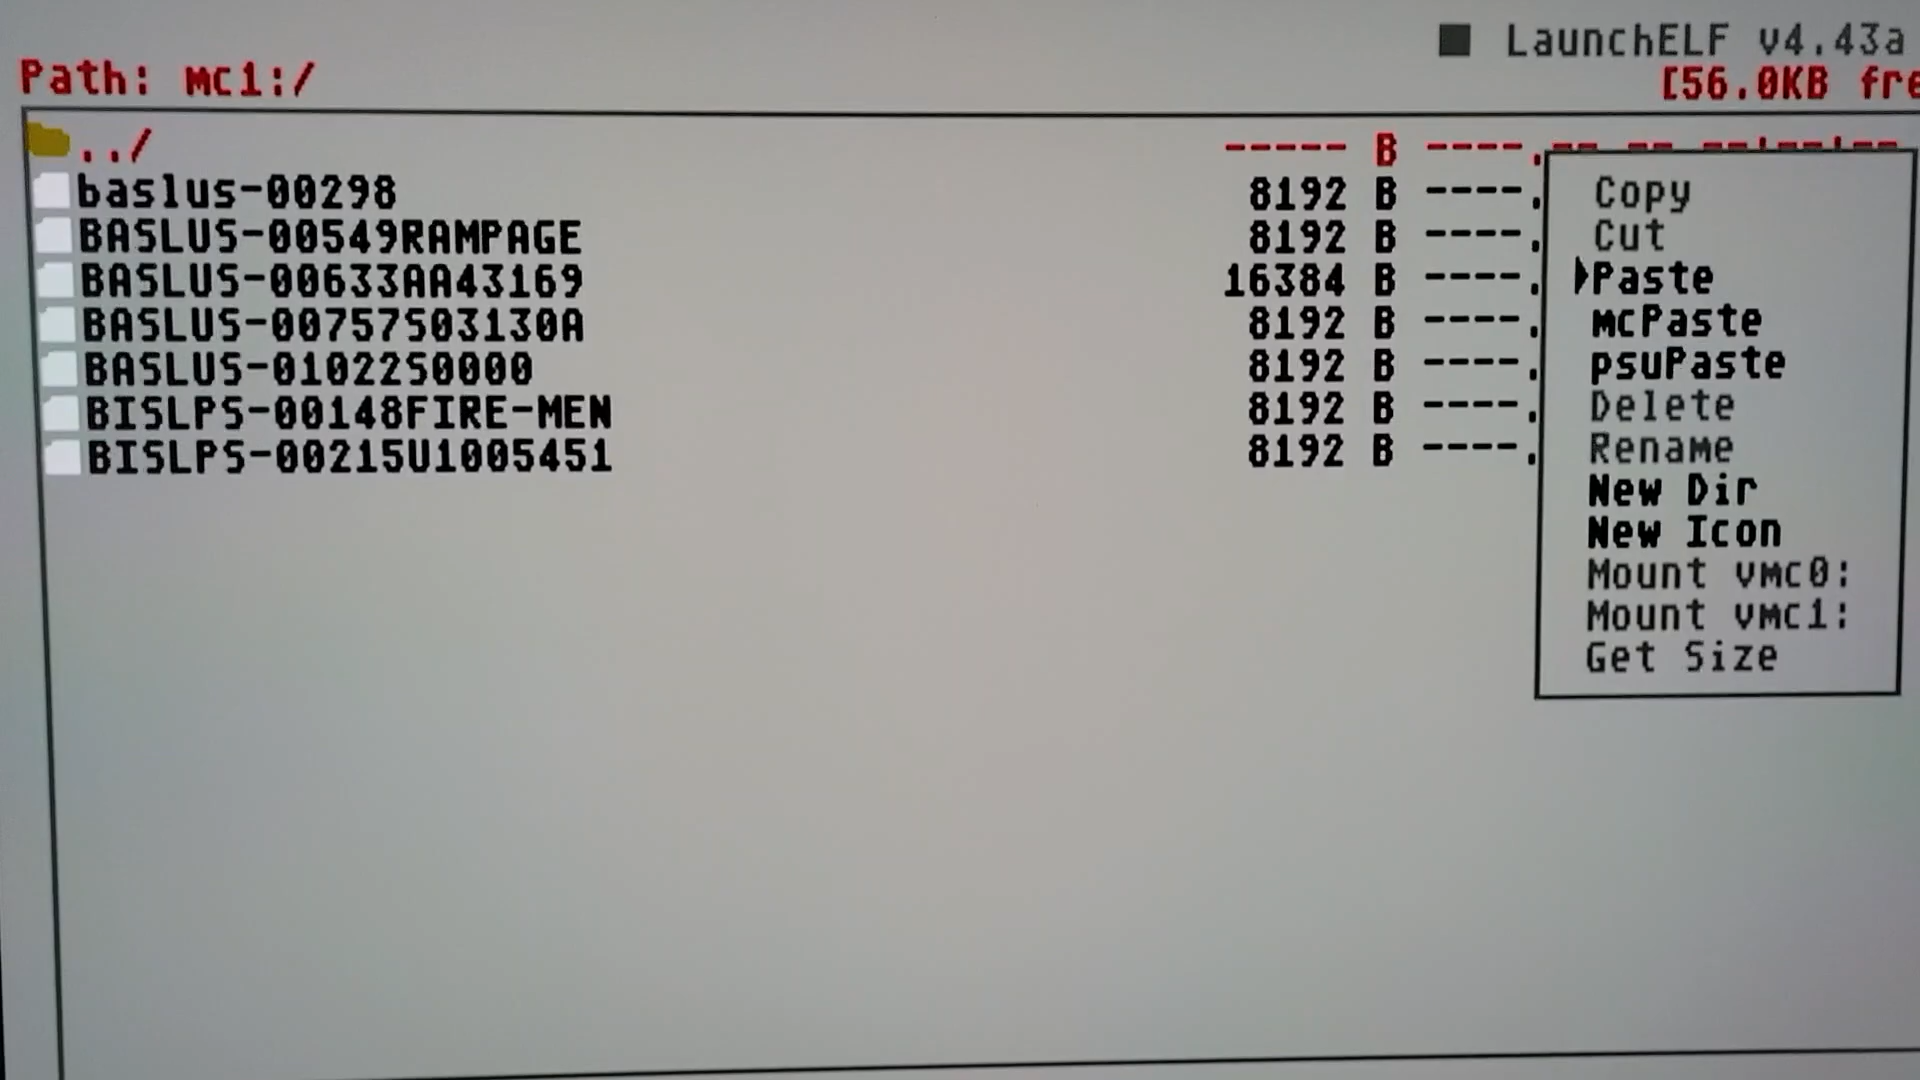 LaunchELF v4.43a
Path: mc1:/
[56.0KB fre
../ ----- B ----.
baslus-00298 8192 B ----.
BASLUS-00549RAMPAGE 8192 B ----.
BASLUS-00633AA43169 16384 B ----.
BASLUS-00757503130A 8192 B ----.
BASLUS-01022S0000 8192 B ----.
BISLPS-00148FIRE-MEN 8192 B ----.
BISLPS-00215U1005451 8192 B ----.
Copy
Cut
Paste
mcPaste
psuPaste
Delete
Rename
New Dir
New Icon
Mount vmc0:
Mount vmc1:
Get Size